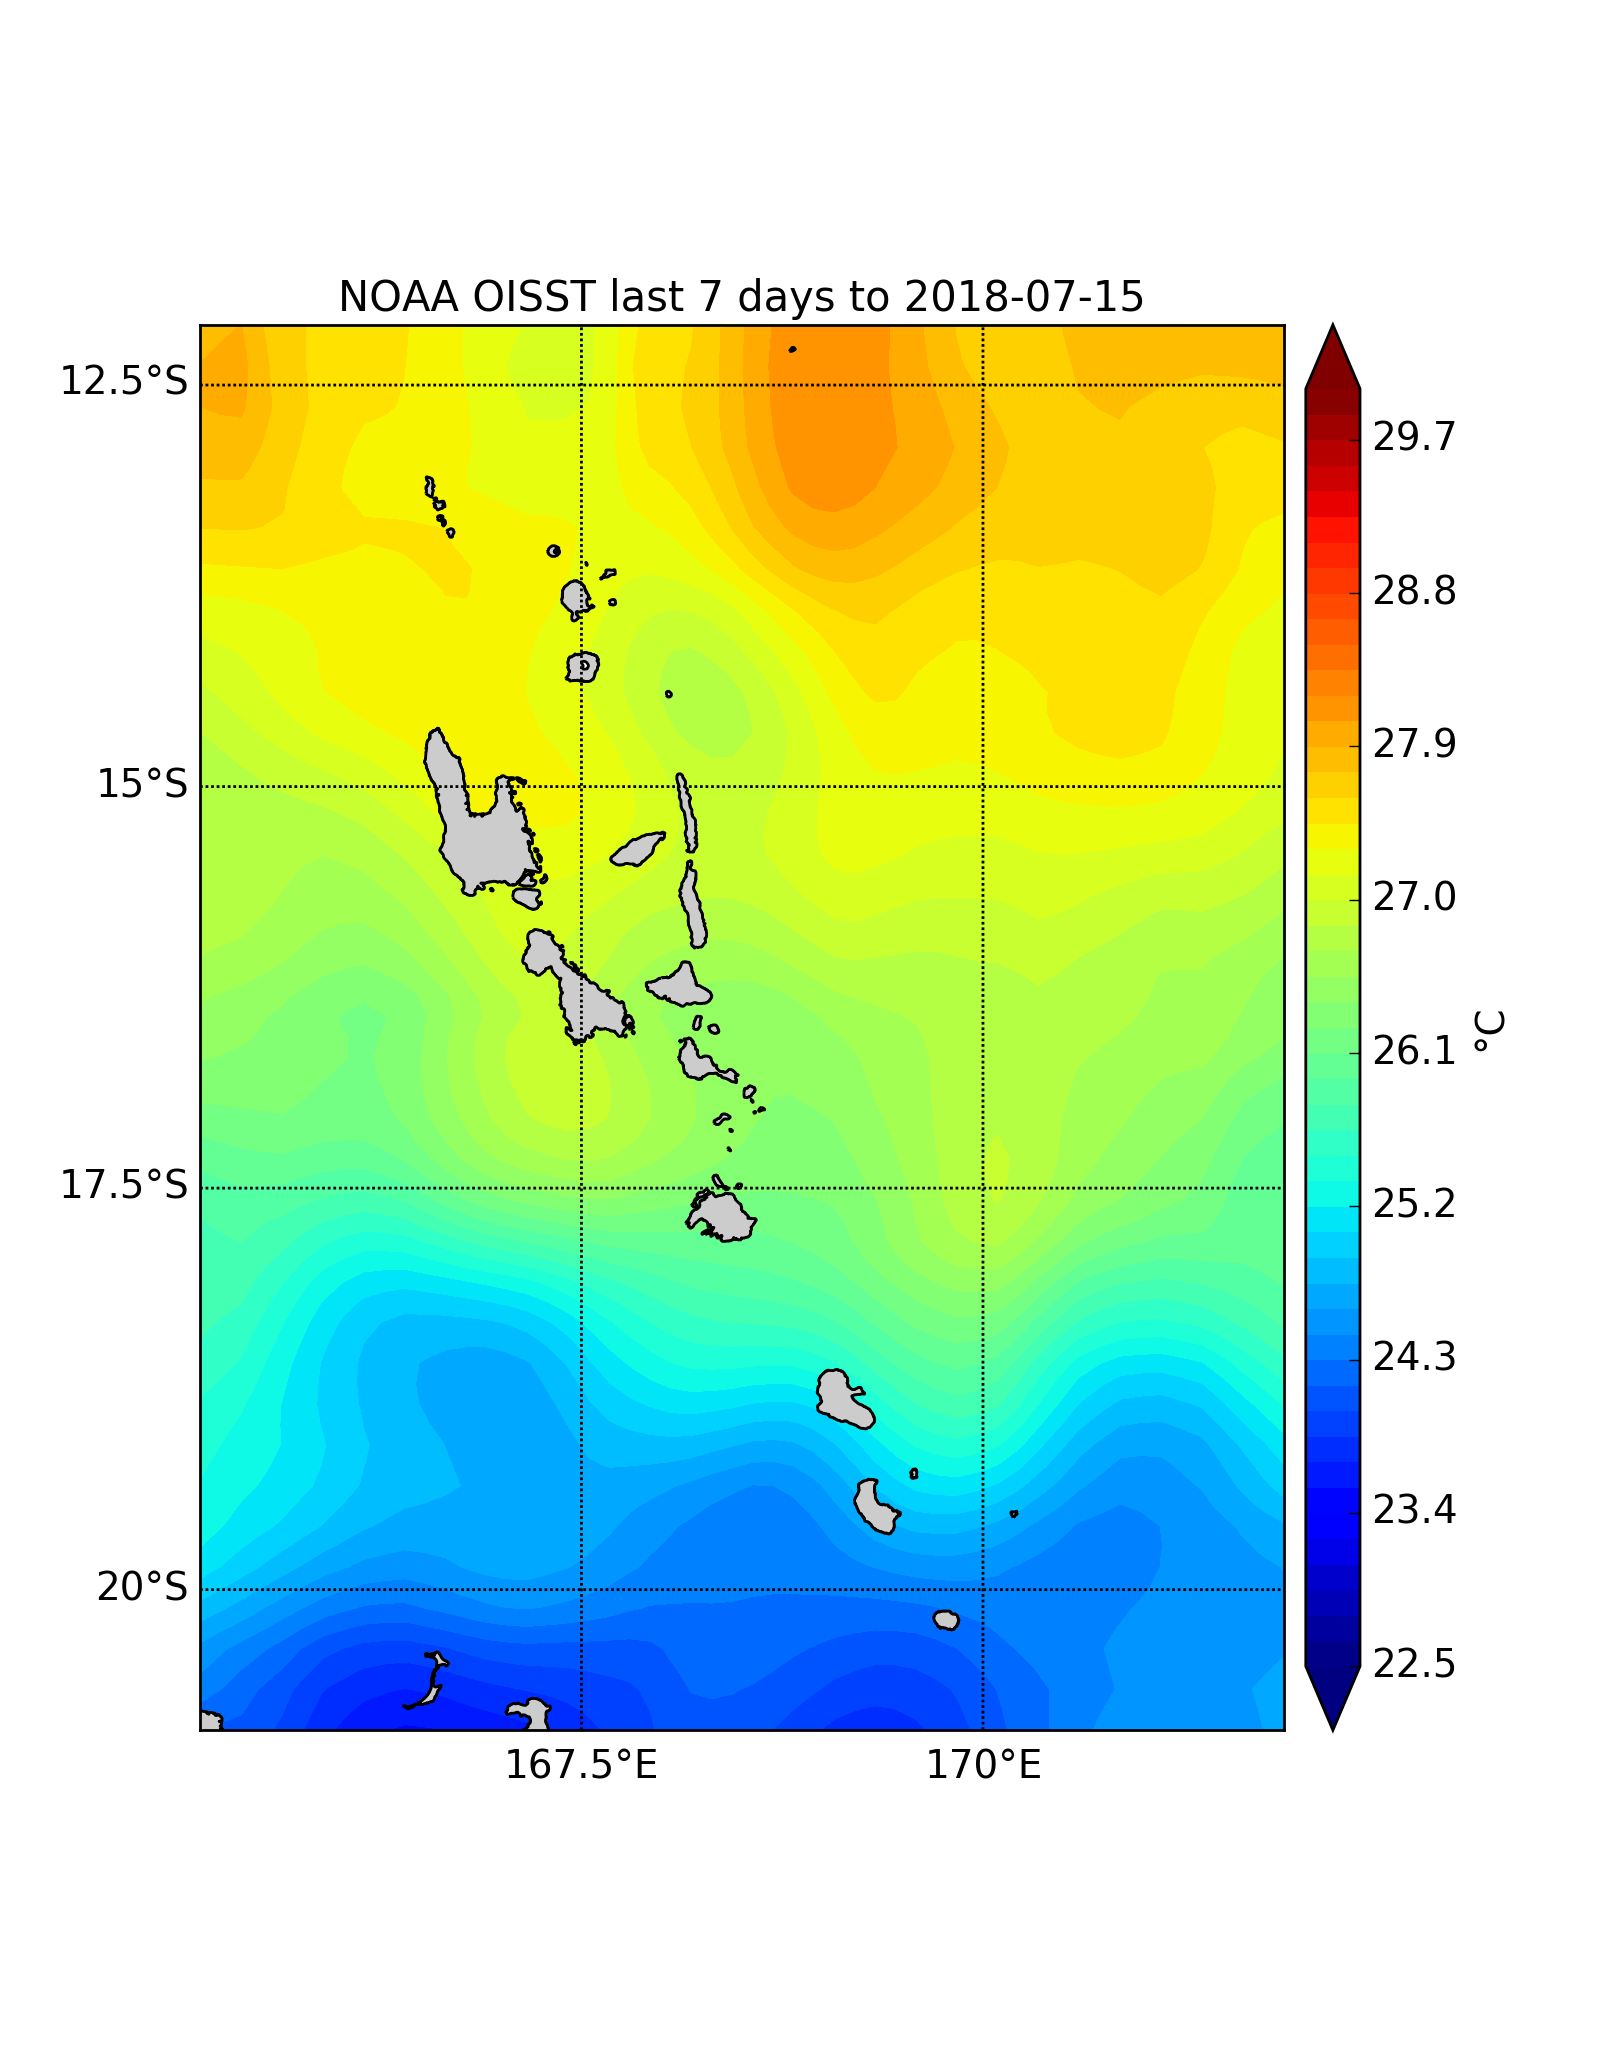 NOAA OISST last 7 days to 2018-07-15
12.5°S
15°S
17.5°S
20°S
167.5°E
170°E
29.7
28.8
27.9
27.0
26.1
25.2
24.3
23.4
22.5
°C